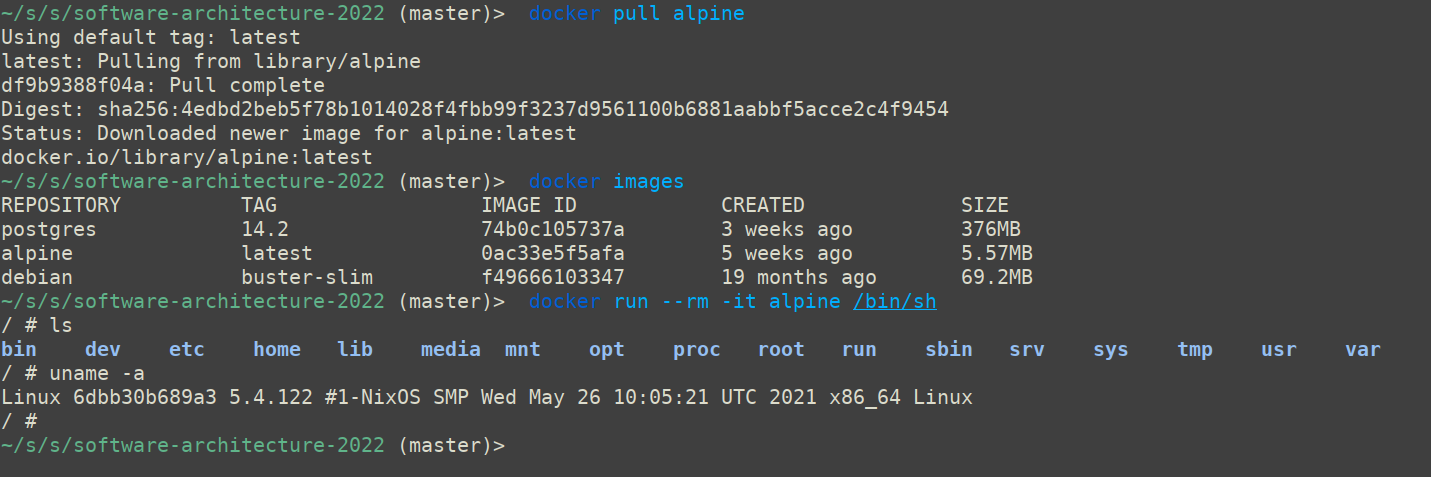 ~/s/s/software-architecture-2022 (master)>  docker pull alpine
Using default tag: latest
latest: Pulling from library/alpine
df9b9388f04a: Pull complete
Digest: sha256:4edbd2beb5f78b1014028f4fbb99f3237d9561100b6881aabbf5acce2c4f9454
Status: Downloaded newer image for alpine:latest
docker.io/library/alpine:latest
~/s/s/software-architecture-2022 (master)>  docker images
REPOSITORY          TAG                 IMAGE ID            CREATED             SIZE
postgres            14.2                74b0c105737a        3 weeks ago         376MB
alpine              latest              0ac33e5f5afa        5 weeks ago         5.57MB
debian              buster-slim         f49666103347        19 months ago       69.2MB
~/s/s/software-architecture-2022 (master)>  docker run --rm -it alpine /bin/sh
/ # ls
bin    dev    etc    home   lib    media  mnt    opt    proc   root   run    sbin   srv    sys    tmp    usr    var
/ # uname -a
Linux 6dbb30b689a3 5.4.122 #1-NixOS SMP Wed May 26 10:05:21 UTC 2021 x86_64 Linux
/ #
~/s/s/software-architecture-2022 (master)>